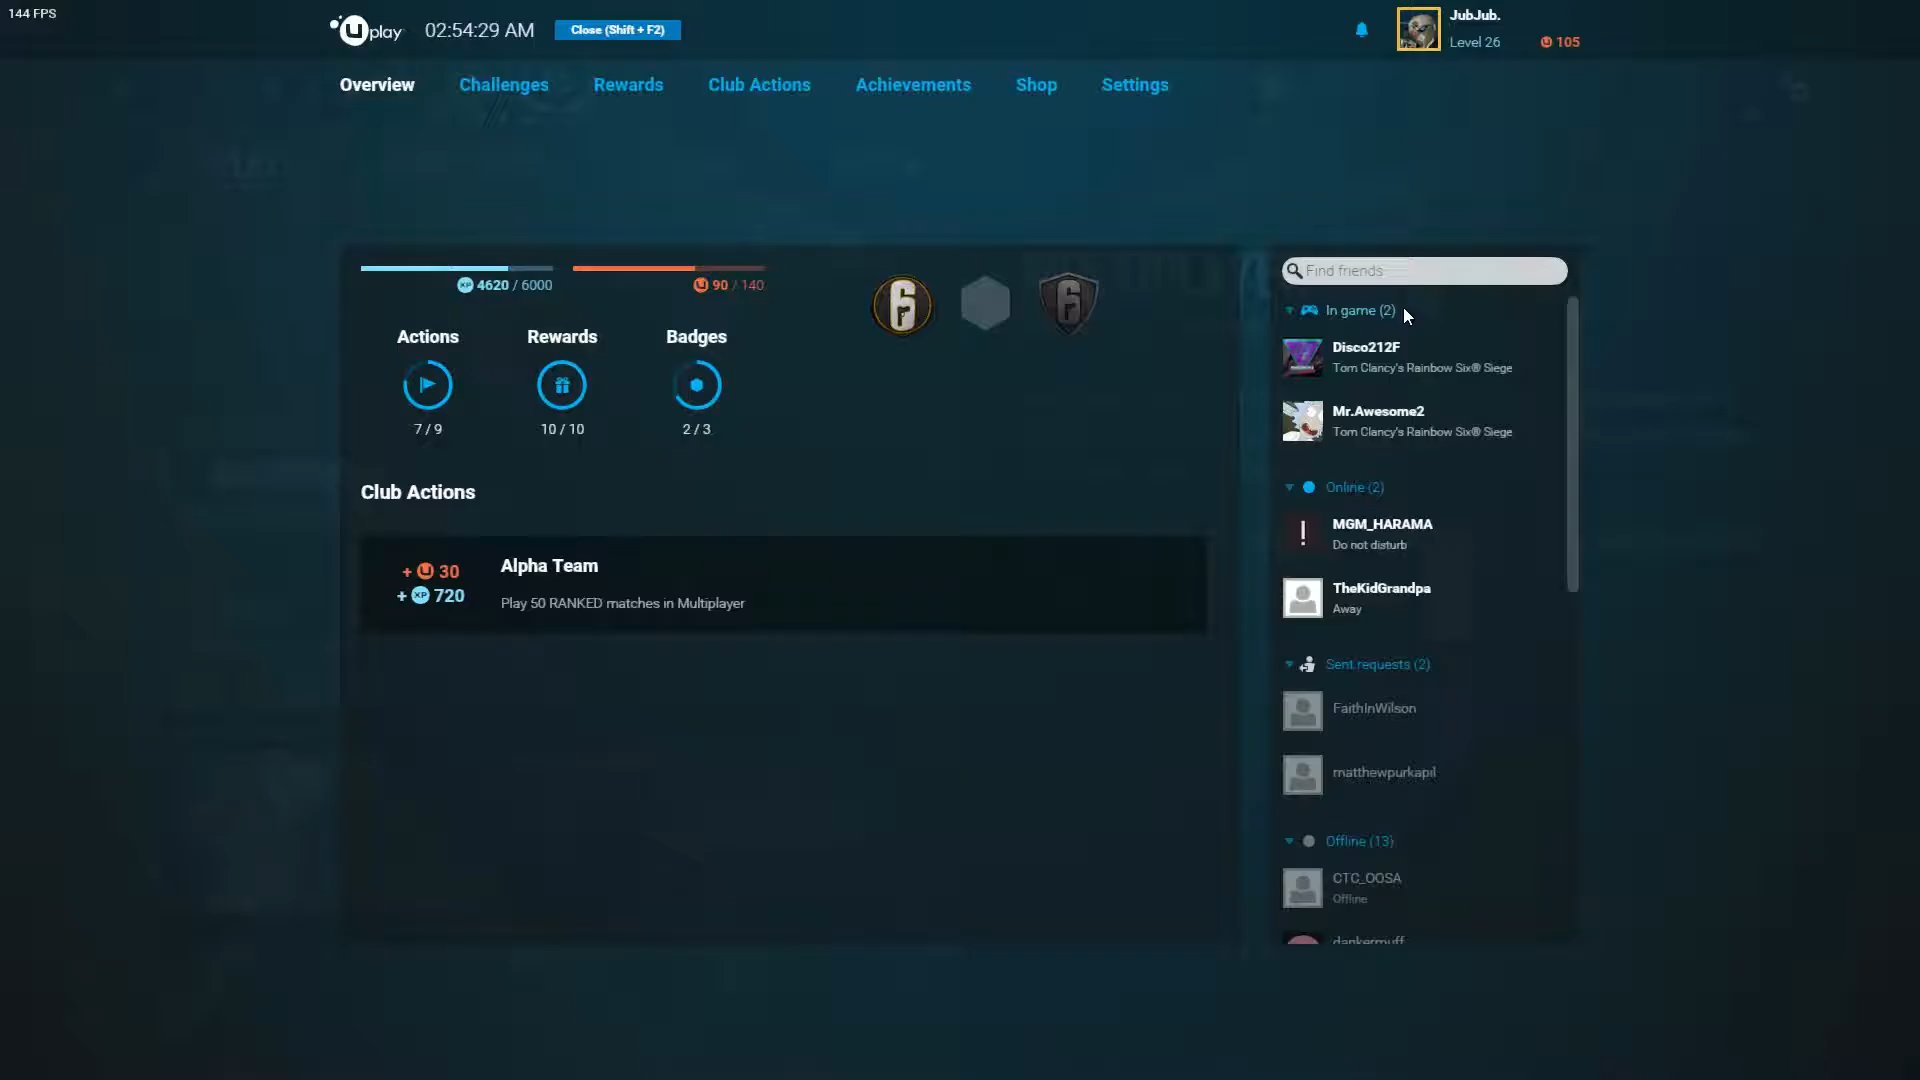 144 FPS
Uplay 02:54:29 AM Close (Shift + F2)
JubJub.
Level 26 105
Overview Challenges Rewards Club Actions Achievements Shop Settings
XP 4620 / 6000 90 / 140
Actions Rewards Badges
7 / 9 10 / 10 2 / 3
Club Actions
+ 30
+ XP 720
Alpha Team
Play 50 RANKED matches in Multiplayer
Find friends
In game (2)
Disco212F
Tom Clancy's Rainbow Six® Siege
Mr.Awesome2
Tom Clancy's Rainbow Six® Siege
Online (2)
MGM_HARAMA
Do not disturb
TheKidGrandpa
Away
Sent requests (2)
FaithInWilson
matthewpurkapil
Offline (13)
CTC_OOSA
Offline
dankermuff